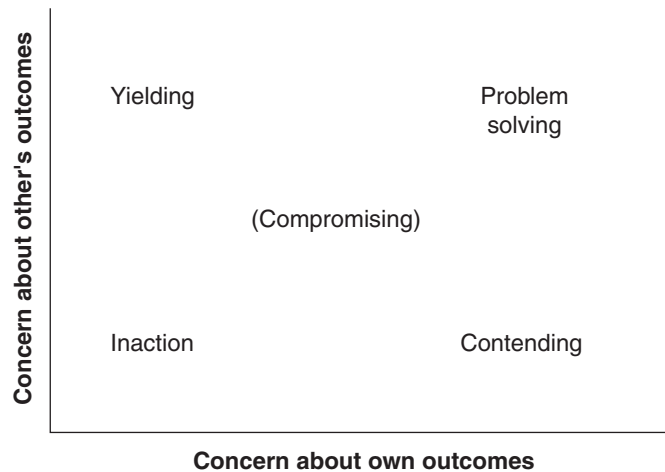 Concern about other's outcomes
Yielding
Problem
solving
(Compromising)
Inaction
Contending
Concern about own outcomes